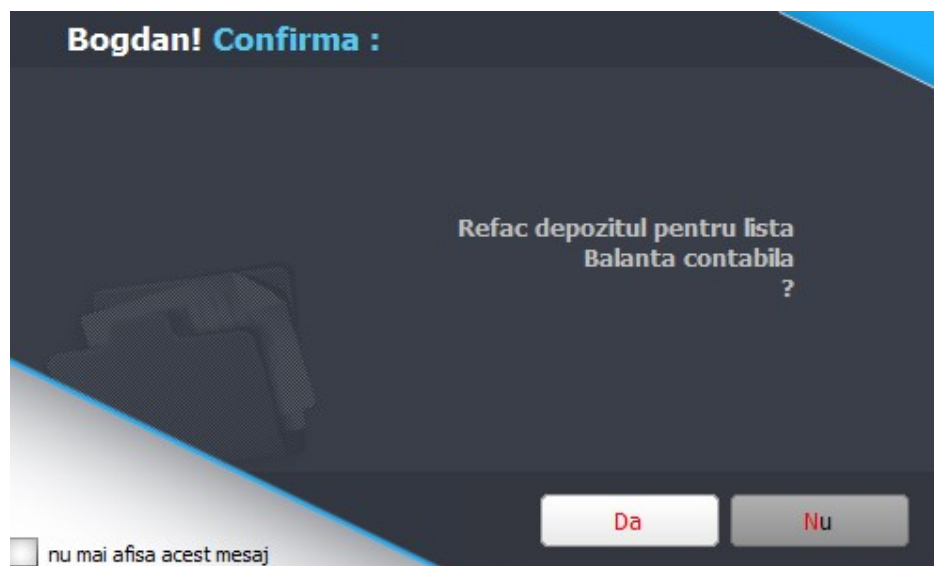 Bogdan! Confirma :
Refac depozitul pentru lista
Balanta contabila
?
Da
Nu
nu mai afisa acest mesaj